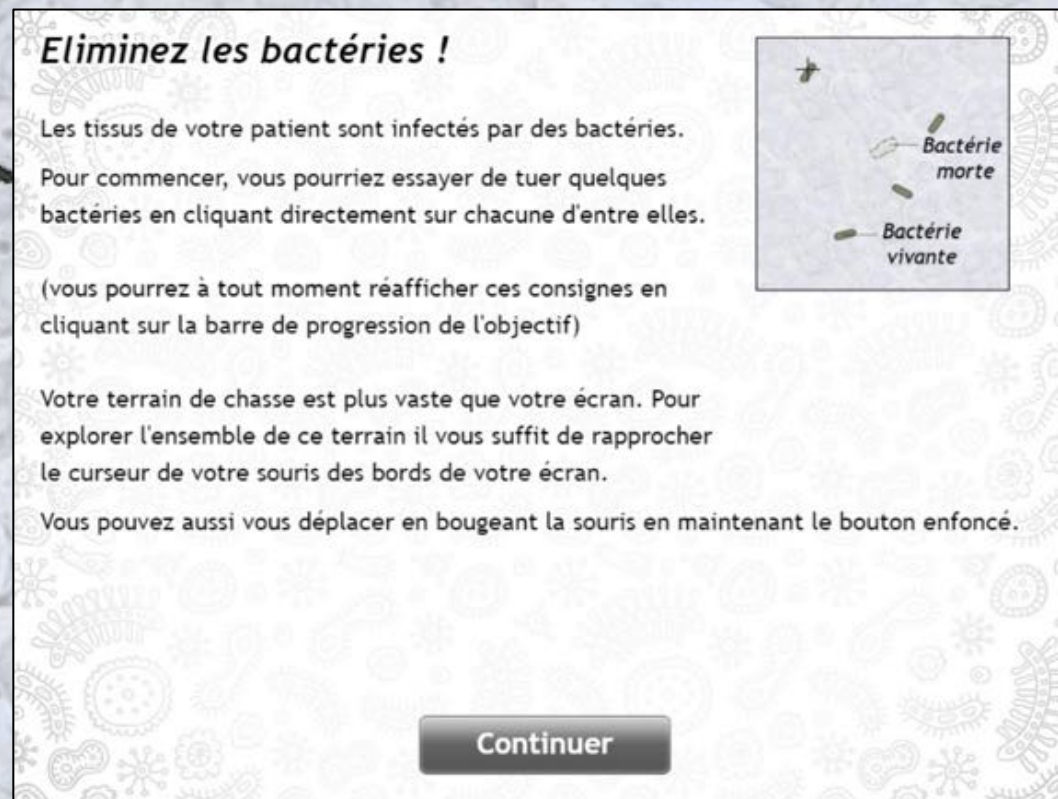 Eliminez les bactéries !
Les tissus de votre patient sont infectés par des bactéries.
Pour commencer, vous pourriez essayer de tuer quelques
bactéries en cliquant directement sur chacune d'entre elles.
(vous pourrez à tout moment réafficher ces consignes en
cliquant sur la barre de progression de l'objectif)
Votre terrain de chasse est plus vaste que votre écran. Pour
explorer l'ensemble de ce terrain il vous suffit de rapprocher
le curseur de votre souris des bords de votre écran.
Vous pouvez aussi vous déplacer en bougeant la souris en maintenant le bouton enfoncé.
Bactérie
morte
Bactérie
vivante
Continuer